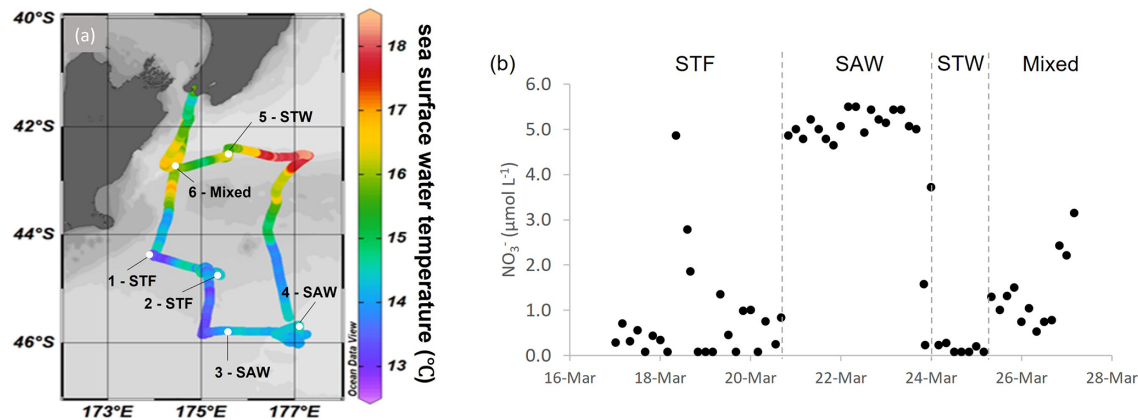 (a)
40°S
42°S
44°S
46°S
173°E 175°E 177°E
5 - STW
6 - Mixed
1 - STF
2 - STF
4 - SAW
3 - SAW
Ocean Data View
18
17
16
15
14
13
sea surface water temperature (°C)
(b)
STF SAW STW Mixed
NO₃⁻ (µmol L⁻¹)
6.0
5.0
4.0
3.0
2.0
1.0
0.0
16-Mar 18-Mar 20-Mar 22-Mar 24-Mar 26-Mar 28-Mar